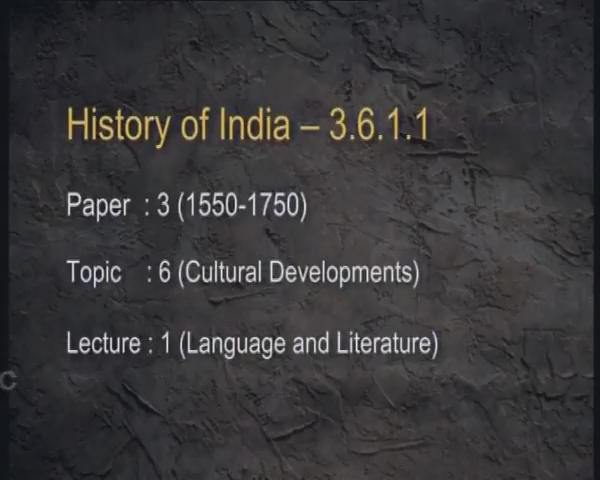 History of India – 3.6.1.1
Paper : 3 (1550-1750)
Topic : 6 (Cultural Developments)
Lecture : 1 (Language and Literature)
C